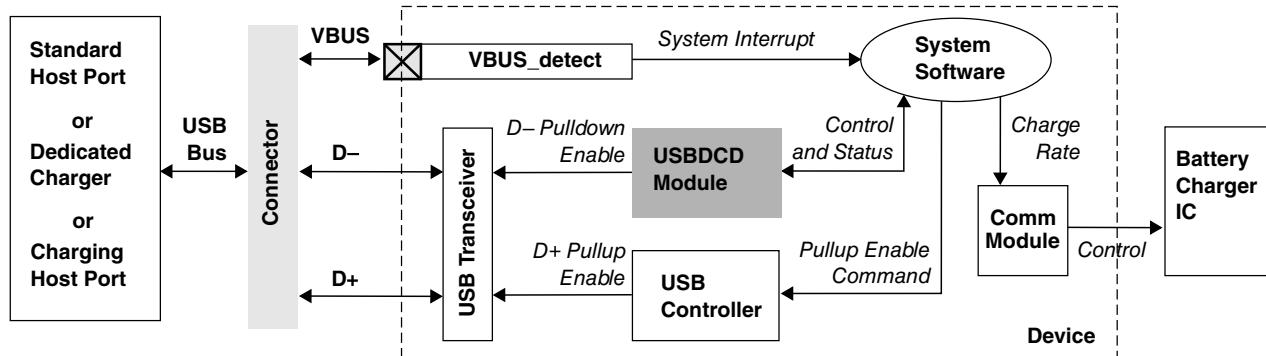 Standard
Host Port
or
Dedicated
Charger
or
Charging
Host Port
USB
Bus
Connector
VBUS
D–
D+
VBUS_detect
System Interrupt
System
Software
USB Transceiver
D– Pulldown
Enable
USBDCD
Module
Control
and Status
Charge
Rate
D+ Pullup
Enable
USB
Controller
Pullup Enable
Command
Comm
Module
Control
Battery
Charger
IC
Device